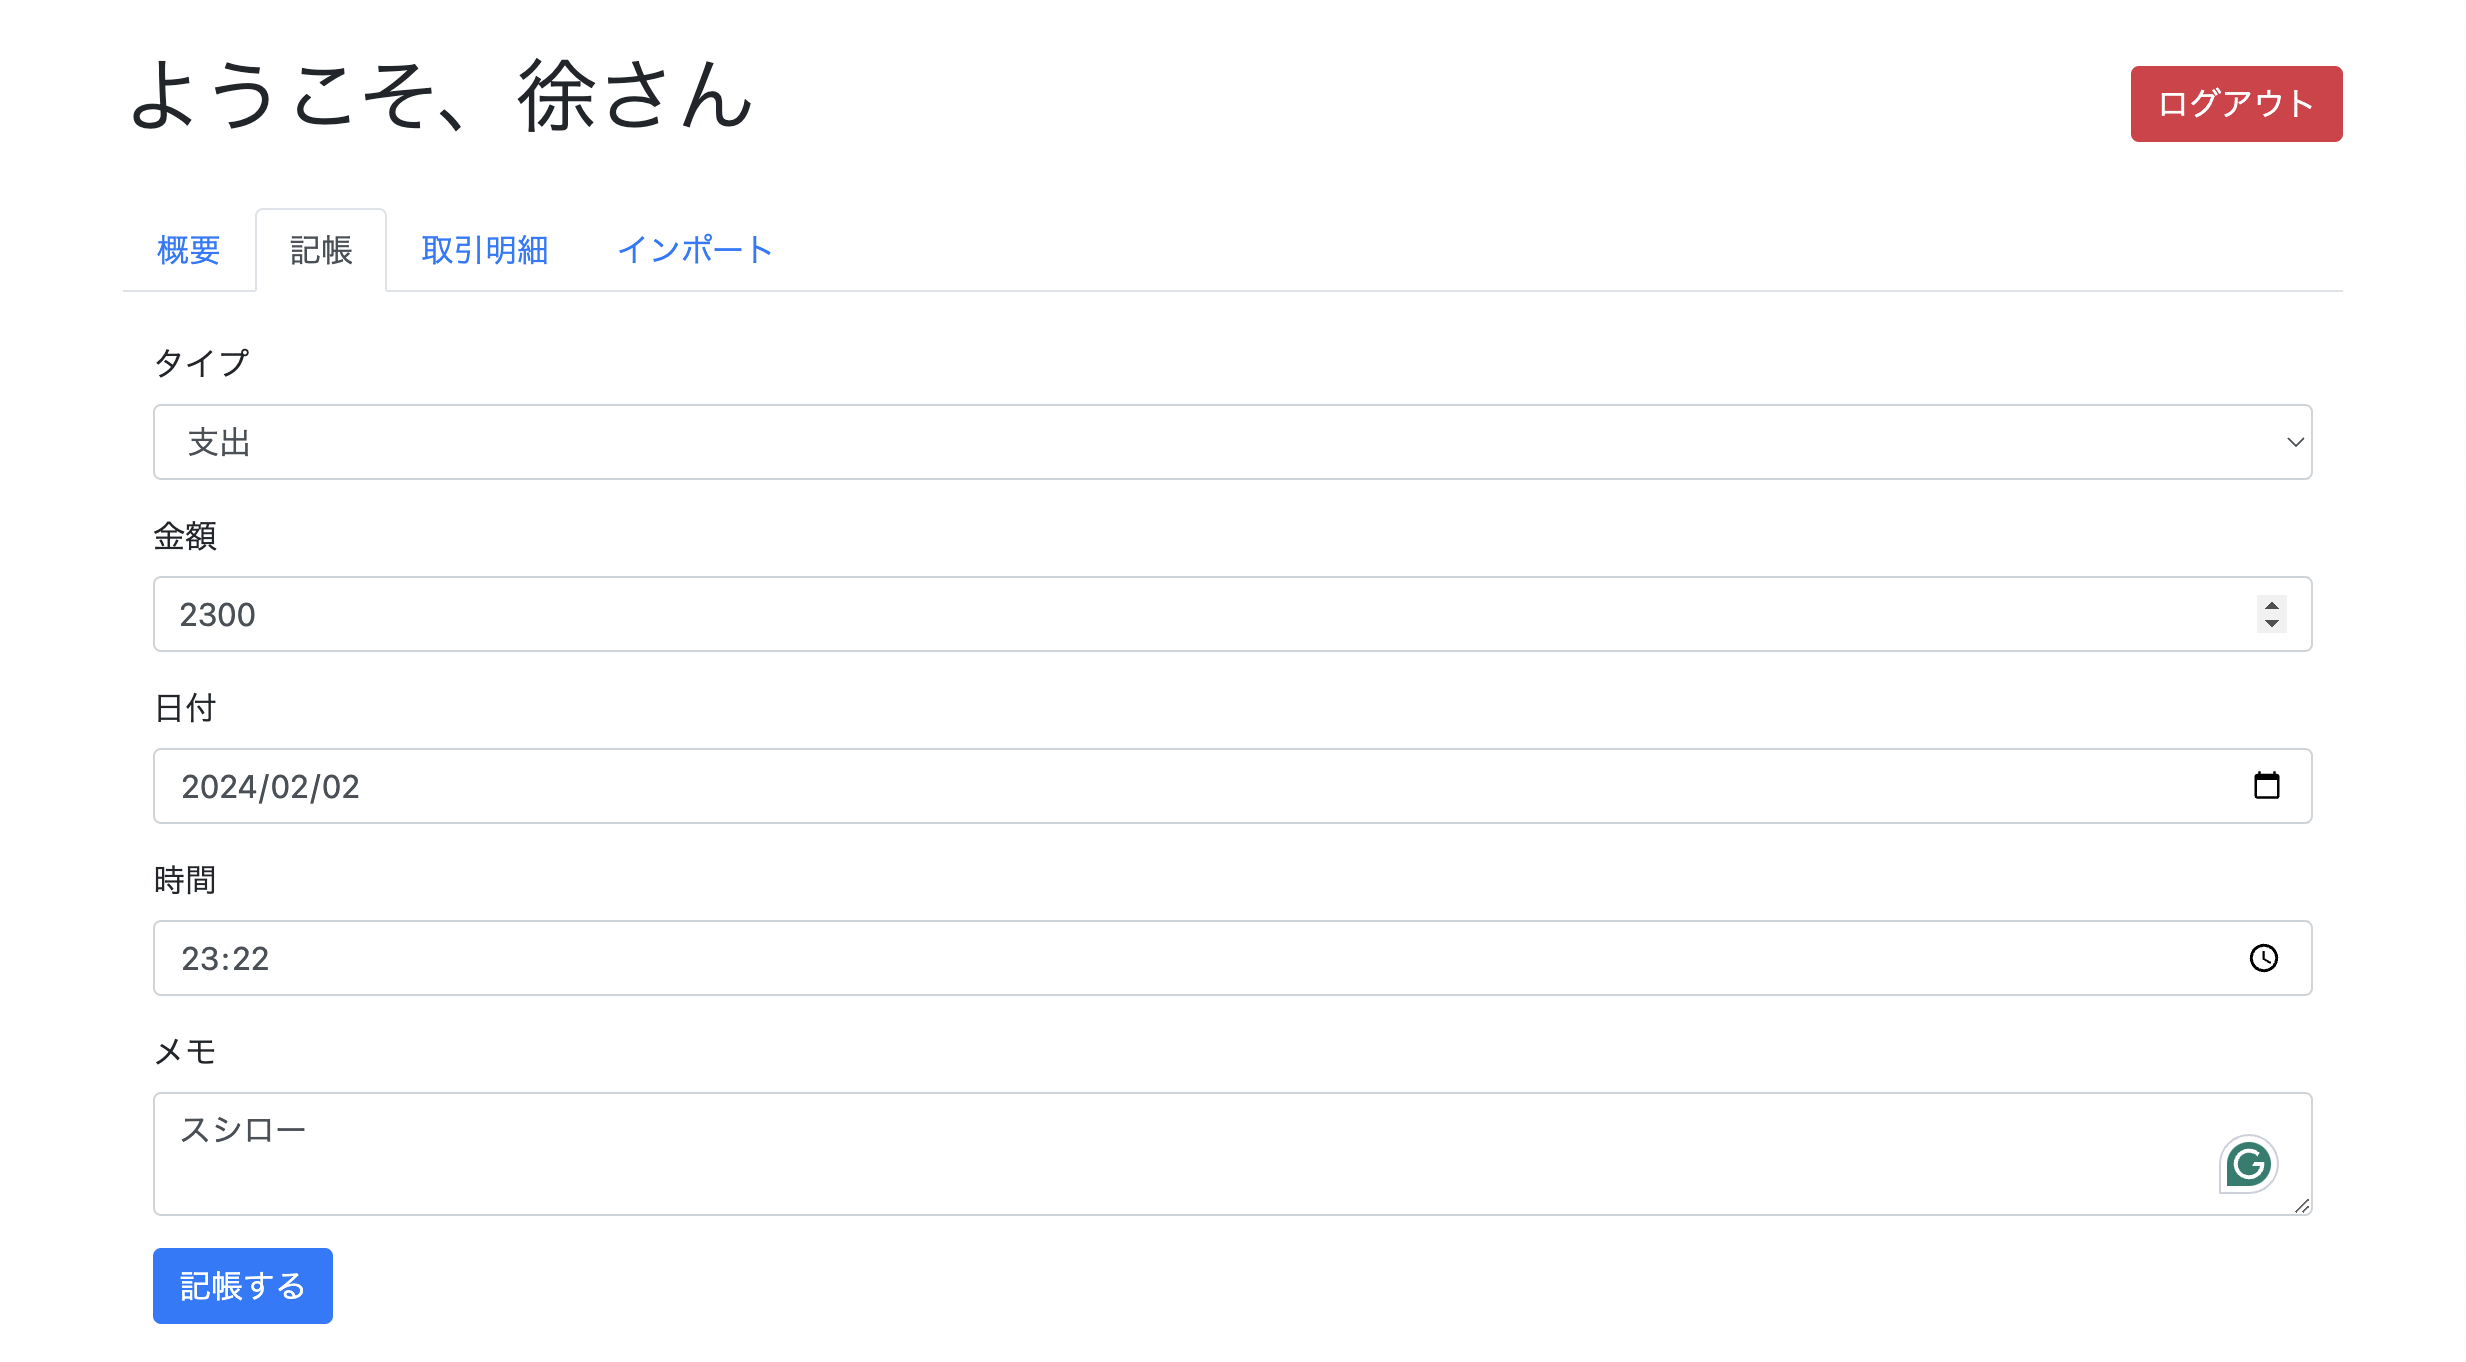 ようこそ、徐さん
ログアウト
概要
記帳
取引明細
インポート
タイプ
支出
金額
2300
日付
2024/02/02
時間
23:22
メモ
スシロー
記帳する